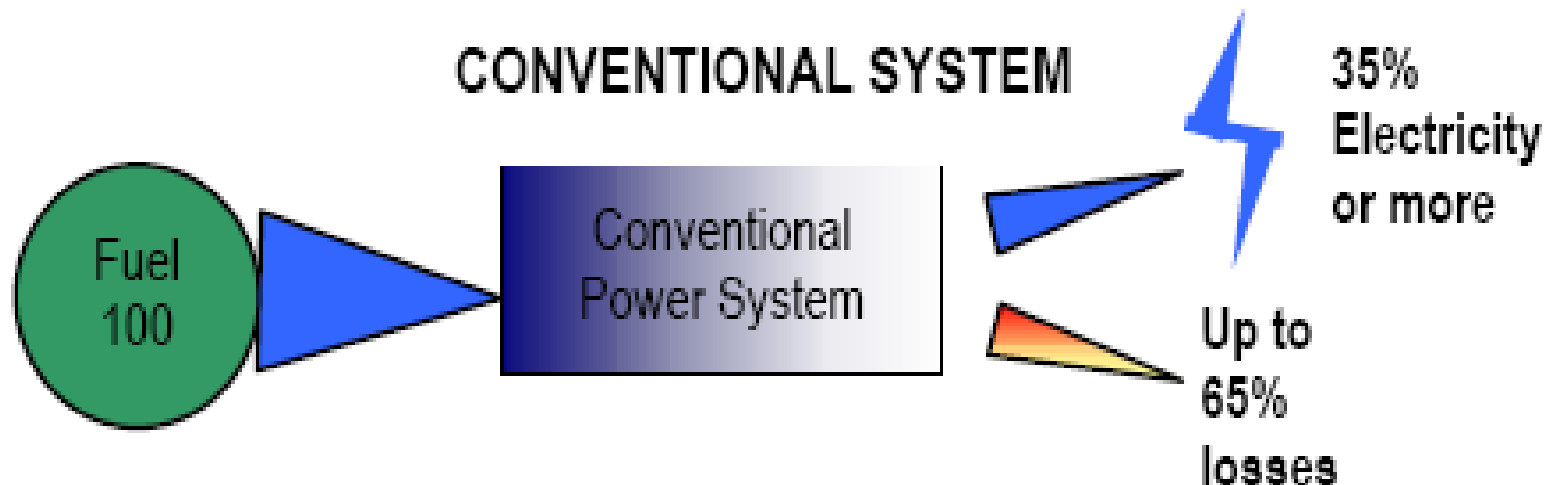 CONVENTIONAL SYSTEM
Fuel
100
Conventional
Power System
35%
Electricity
or more
Up to
65%
losses